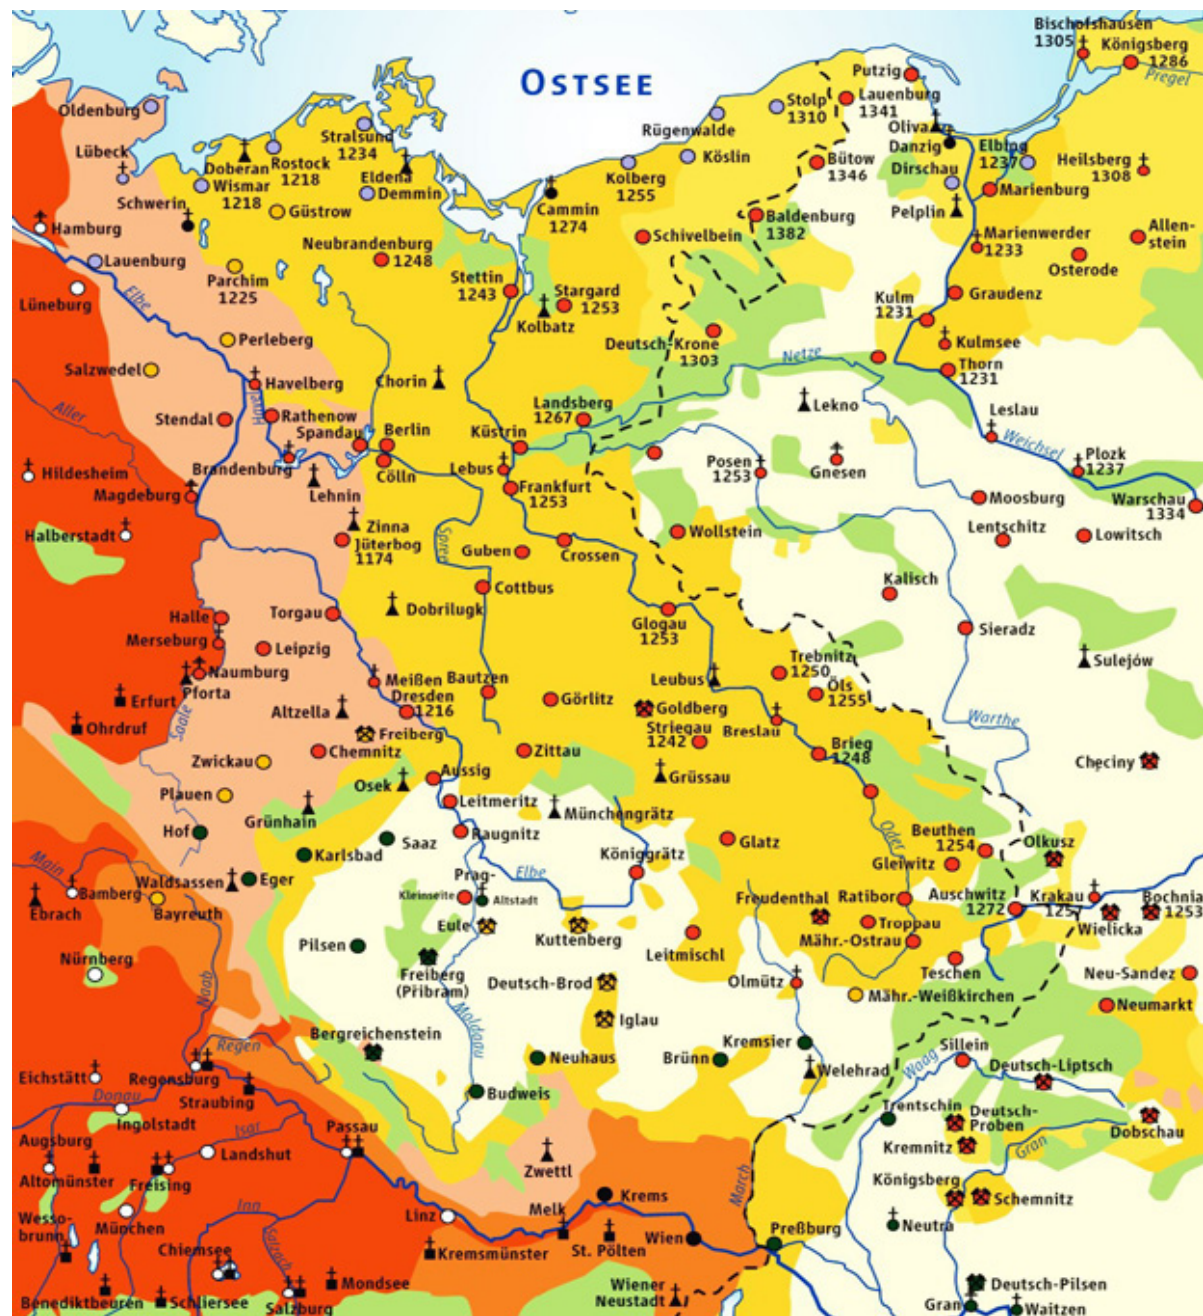 Bischofshausen
1305
Königsberg
1286
Pregel
OSTSEE
Putzig
Lauenburg
1341
Oldenburg
Stolp
1310
Rügenwalde
Stralsund
1234
Oliva
Danzig
Elbing
1237
Lübeck
Doberan
Rostock
1218
Eldena
Köslin
Bütow
1346
Dirschau
Heilsberg
1308
Wismar
1218
Demmin
Kolberg
1255
Marienburg
Schwerin
Güstrow
Cammin
1274
Pelplin
Hamburg
Baldenburg
1382
Neubrandenburg
1248
Schivelbein
Marienwerder
1233
Allen-
stein
Lauenburg
Osterode
Parchim
1225
Stettin
1243
Stargard
1253
Elbe
Lüneburg
Kolbatz
Kulm
1231
Graudenz
Perleberg
Deutsch-Krone
1303
Netze
Kulmsee
Salzwedel
Thorn
1231
Havelberg
Chorin
Lekno
Aller
Havel
Landsberg
1267
Leslau
Stendal
Rathenow
Spandau
Berlin
Küstrin
Weichsel
Brandenburg
Cölln
Lebus
Posen
1253
Gnesen
Plozk
1237
Hildesheim
Magdeburg
Lehnin
Frankfurt
1253
Moosburg
Warschau
1334
Halberstadt
Zinna
Jüterbog
1174
Spree
Wollstein
Lentschitz
Lowitsch
Guben
Crossen
Cottbus
Kalisch
Halle
Torgau
Dobrilugk
Glogau
1253
Sieradz
Merseburg
Leipzig
Trebnitz
1250
Sulejów
Naumburg
Pforta
Meißen
Bautzen
Leubus
Öls
1255
Erfurt
Altzella
Dresden
1216
Görlitz
Goldberg
Ohrdruf
Saale
Striegau
1242
Breslau
Warthe
Freiberg
Chemnitz
Zittau
Brieg
1248
Chęciny
Zwickau
Aussig
Grüssau
Plauen
Osek
Grünhain
Leitmeritz
Münchengrätz
Oder
Hof
Saaz
Raugnitz
Glatz
Beuthen
1254
Olkusz
Karlsbad
Königgrätz
Gleiwitz
Main
Waldsassen
Eger
Prag-
Elbe
Kleinseite
Altstadt
Bamberg
Freudenthal
Ratibor
Auschwitz
1272
Krakau
Bochnia
1253
Ebrach
Bayreuth
Wielicka
Eule
Kuttenberg
Troppau
Pilsen
Leitmischl
Mähr.-Ostrau
Nürnberg
Freiberg
(Přibram)
Teschen
Neu-Sandez
Naab
Deutsch-Brod
Olmütz
Mähr.-Weißkirchen
Neumarkt
Moldau
Iglau
Bergreichenstein
Regen
Kremsier
Sillein
Neuhaus
Brünn
Waag
Eichstätt
Regensburg
Welehrad
Deutsch-Liptsch
Donau
Straubing
Budweis
Ingolstadt
Trentschin
Deutsch-
Proben
Dobschau
Augsburg
Isar
Passau
Kremnitz
Gran
Landshut
Altomünster
Freising
Zwettl
March
Königsberg
Krems
Schemnitz
Inn
Melk
Wesso-
brunn
München
Linz
Neutra
Preßburg
Salzach
Chiemsee
Kremsmünster
St. Pölten
Wien
Mondsee
Wiener
Neustadt
Deutsch-Pilsen
Benediktbeuren
Schliersee
Salzburg
Gran
Waitzen